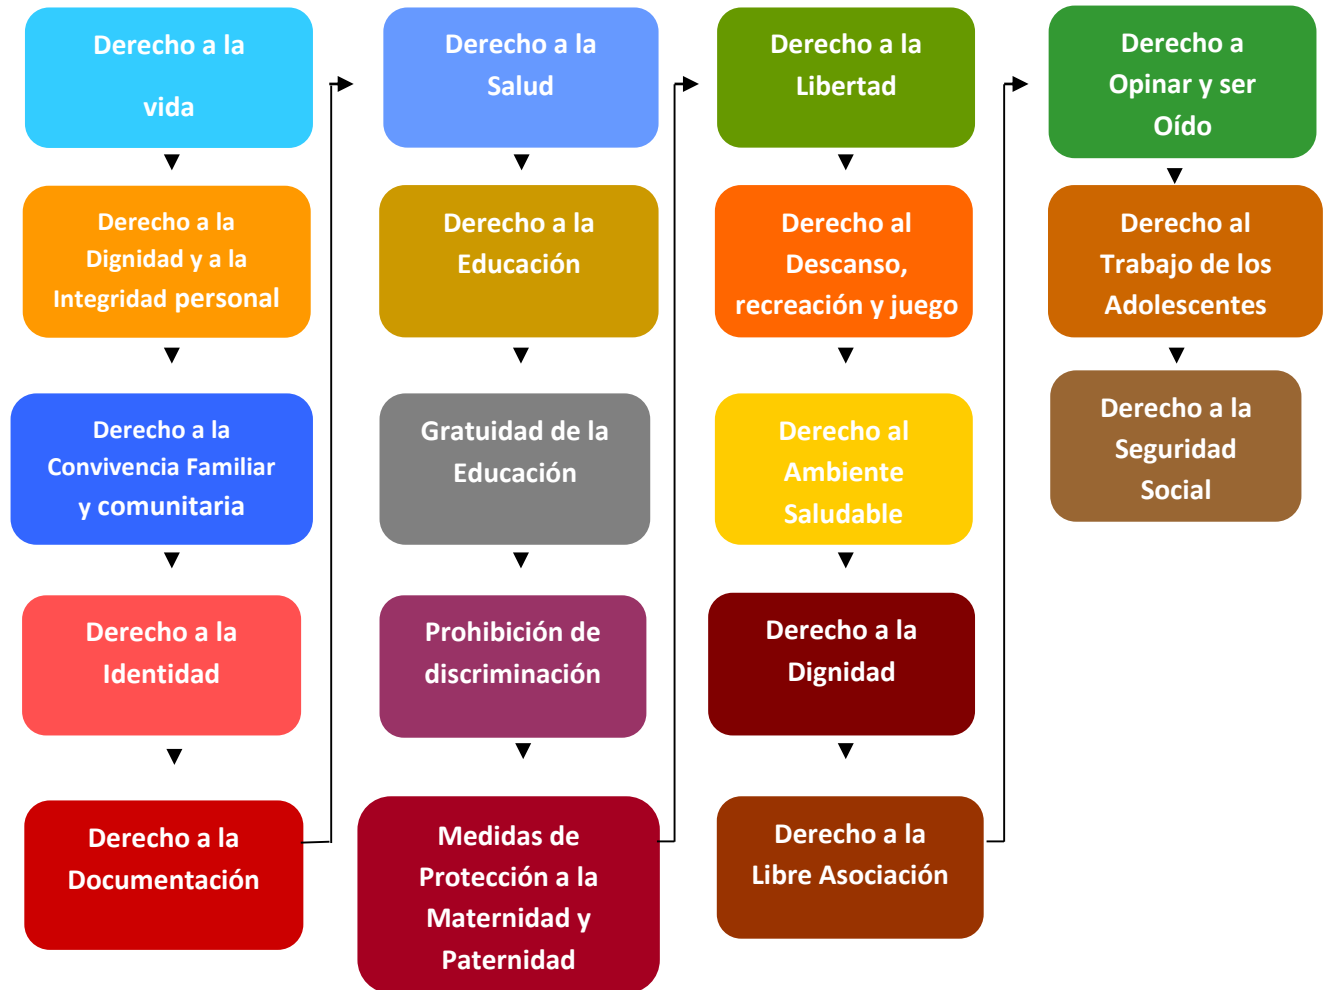 Derecho a la
vida
Derecho a la
Dignidad y a la
Integridad personal
Derecho a la
Convivencia Familiar
y comunitaria
Derecho a la
Identidad
Derecho a la
Documentación
Derecho a la
Salud
Derecho a la
Educación
Gratuidad de la
Educación
Prohibición de
discriminación
Medidas de
Protección a la
Maternidad y
Paternidad
Derecho a la
Libertad
Derecho al
Descanso,
recreación y juego
Derecho al
Ambiente
Saludable
Derecho a la
Dignidad
Derecho a la
Libre Asociación
Derecho a
Opinar y ser
Oído
Derecho al
Trabajo de los
Adolescentes
Derecho a la
Seguridad
Social